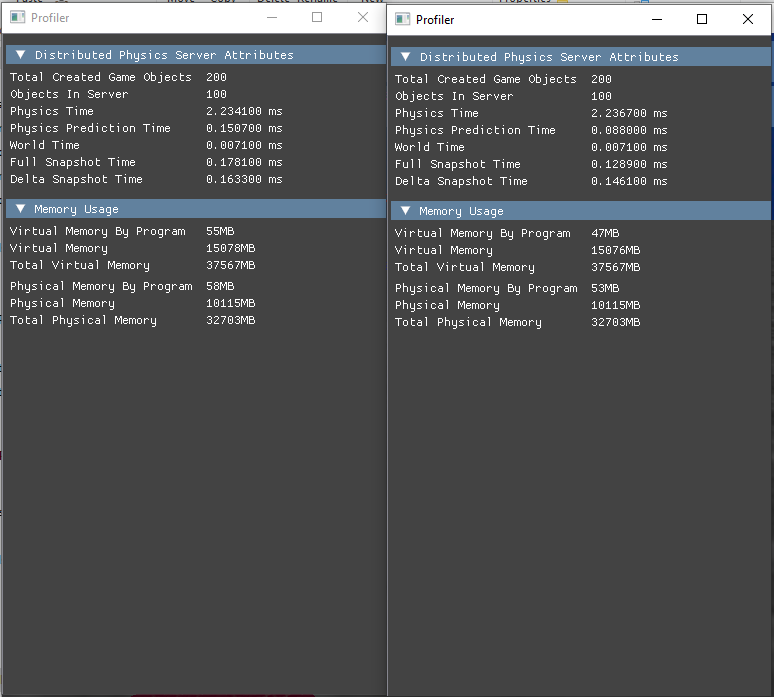 Profiler
Distributed Physics Server Attributes
Total Created Game Objects 200
Objects In Server 100
Physics Time 2.234100 ms
Physics Prediction Time 0.150700 ms
World Time 0.007100 ms
Full Snapshot Time 0.178100 ms
Delta Snapshot Time 0.163300 ms
Memory Usage
Virtual Memory By Program 55MB
Virtual Memory 15078MB
Total Virtual Memory 37567MB
Physical Memory By Program 58MB
Physical Memory 10115MB
Total Physical Memory 32703MB
Profiler
Distributed Physics Server Attributes
Total Created Game Objects 200
Objects In Server 100
Physics Time 2.236700 ms
Physics Prediction Time 0.088000 ms
World Time 0.007100 ms
Full Snapshot Time 0.128900 ms
Delta Snapshot Time 0.146100 ms
Memory Usage
Virtual Memory By Program 47MB
Virtual Memory 15076MB
Total Virtual Memory 37567MB
Physical Memory By Program 53MB
Physical Memory 10115MB
Total Physical Memory 32703MB